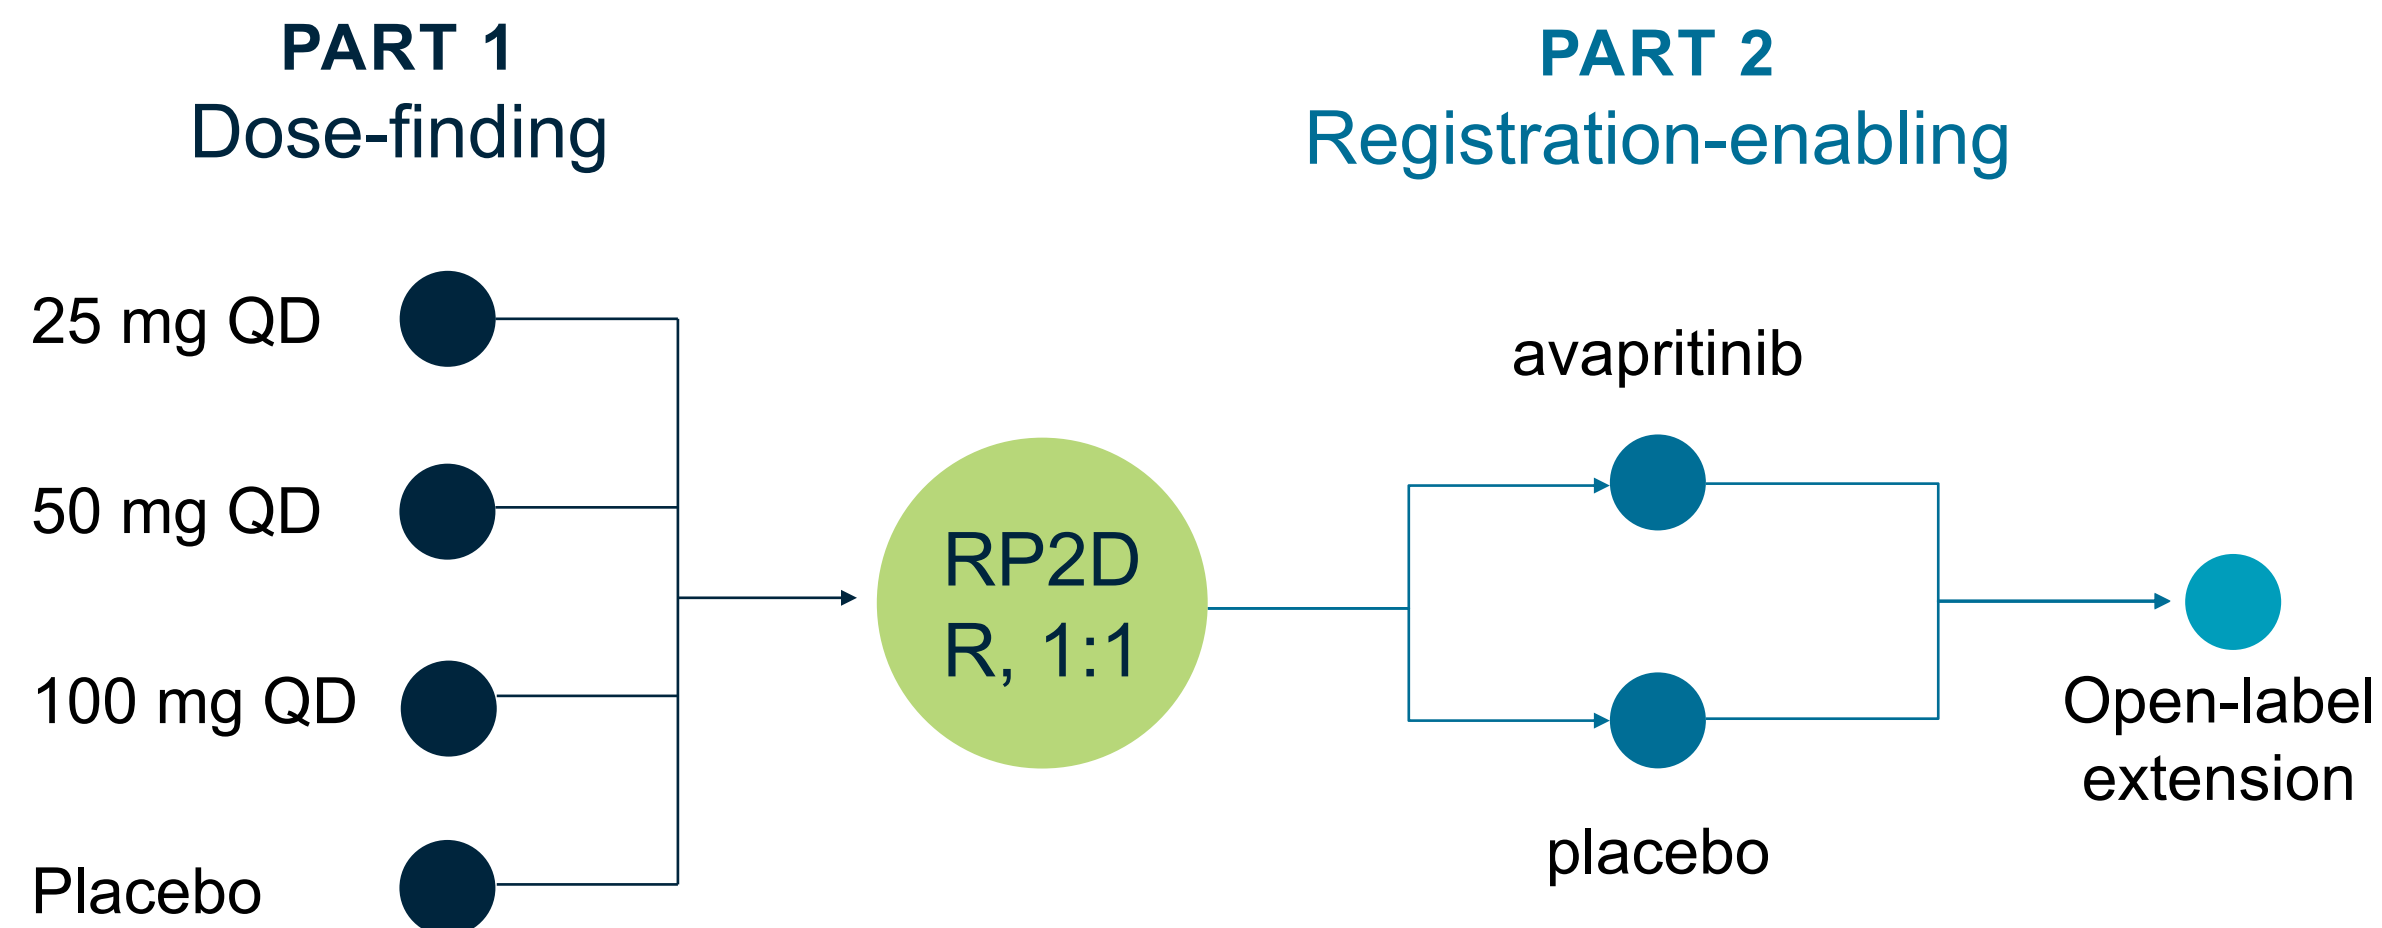 PART 1
Dose-finding
25 mg QD
50 mg QD
100 mg QD
Placebo
RP2D
R, 1:1
PART 2
Registration-enabling
avapritinib
placebo
Open-label
extension